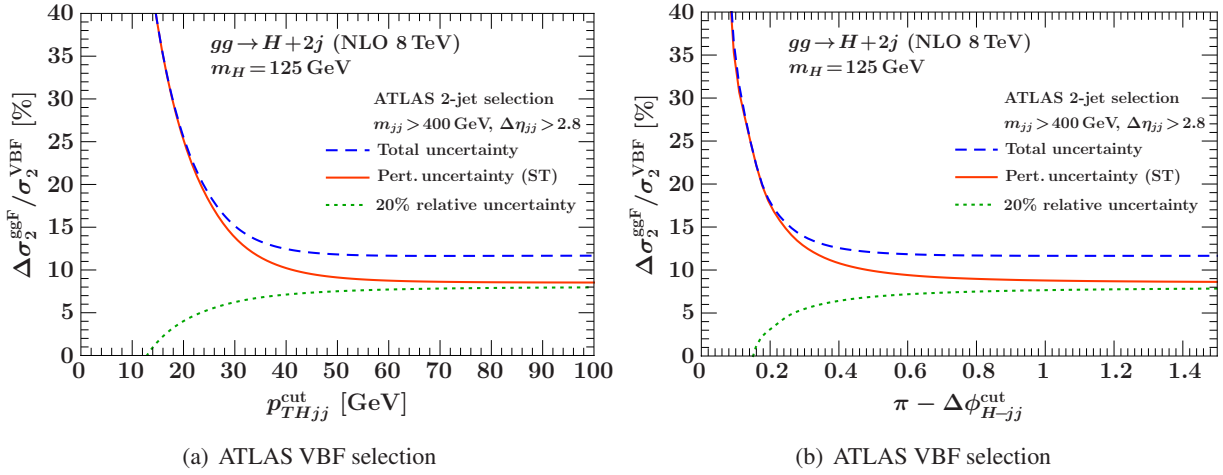 40
35
30
25
20
15
10
5
0
Δσ₂^ggF/σ₂^VBF [%]
gg→H+2j (NLO 8 TeV)
m_H=125 GeV
ATLAS 2-jet selection
m_jj>400 GeV, Δη_jj>2.8
Total uncertainty
Pert. uncertainty (ST)
20% relative uncertainty
0 10 20 30 40 50 60 70 80 90 100
p_THjj^cut [GeV]
(a) ATLAS VBF selection
40
35
30
25
20
15
10
5
0
Δσ₂^ggF/σ₂^VBF [%]
gg→H+2j (NLO 8 TeV)
m_H=125 GeV
ATLAS 2-jet selection
m_jj>400 GeV, Δη_jj>2.8
Total uncertainty
Pert. uncertainty (ST)
20% relative uncertainty
0.2 0.4 0.6 0.8 1 1.2 1.4
π − Δϕ_H–jj^cut
(b) ATLAS VBF selection